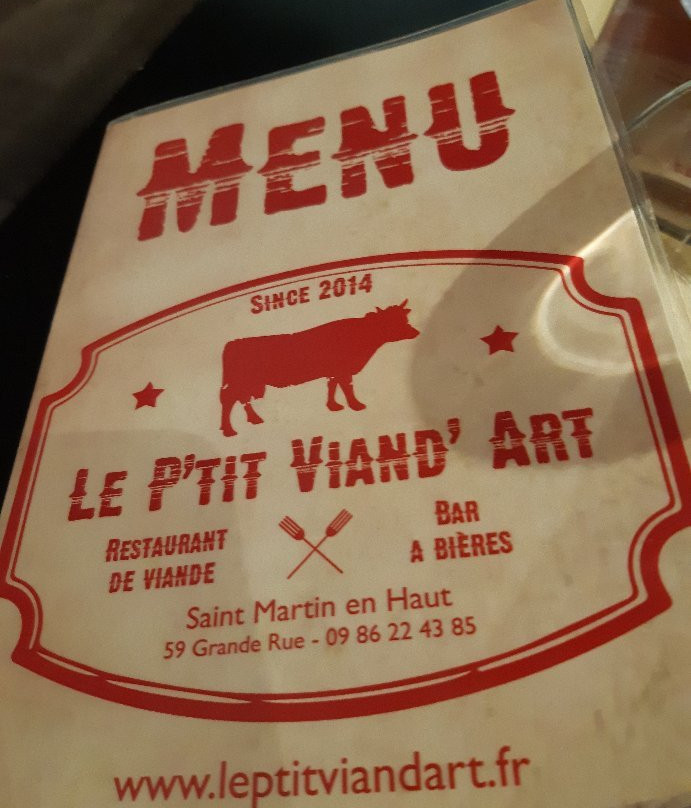 MENU
SINCE 2014
LE P'TIT VIAND' ART
RESTAURANT
DE VIANDE
BAR
A BIÈRES
Saint Martin en Haut
59 Grande Rue - 09 86 22 43 85
www.leptitviandart.fr